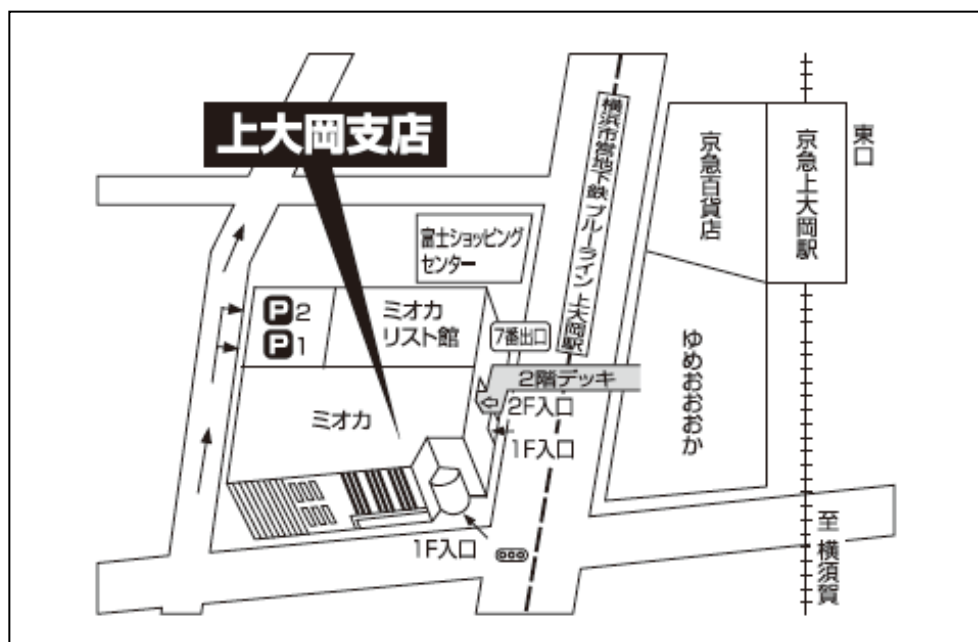 上大岡支店
富士ショッピング
センター
横浜市営地下鉄 ブルーライン 上大岡駅
京急百貨店
京急上大岡駅
東口
P2
P1
ミオカ
リスト館
7番出口
2階デッキ
2F入口
1F入口
ミオカ
ゆめおおおか
1F入口
至 横須賀